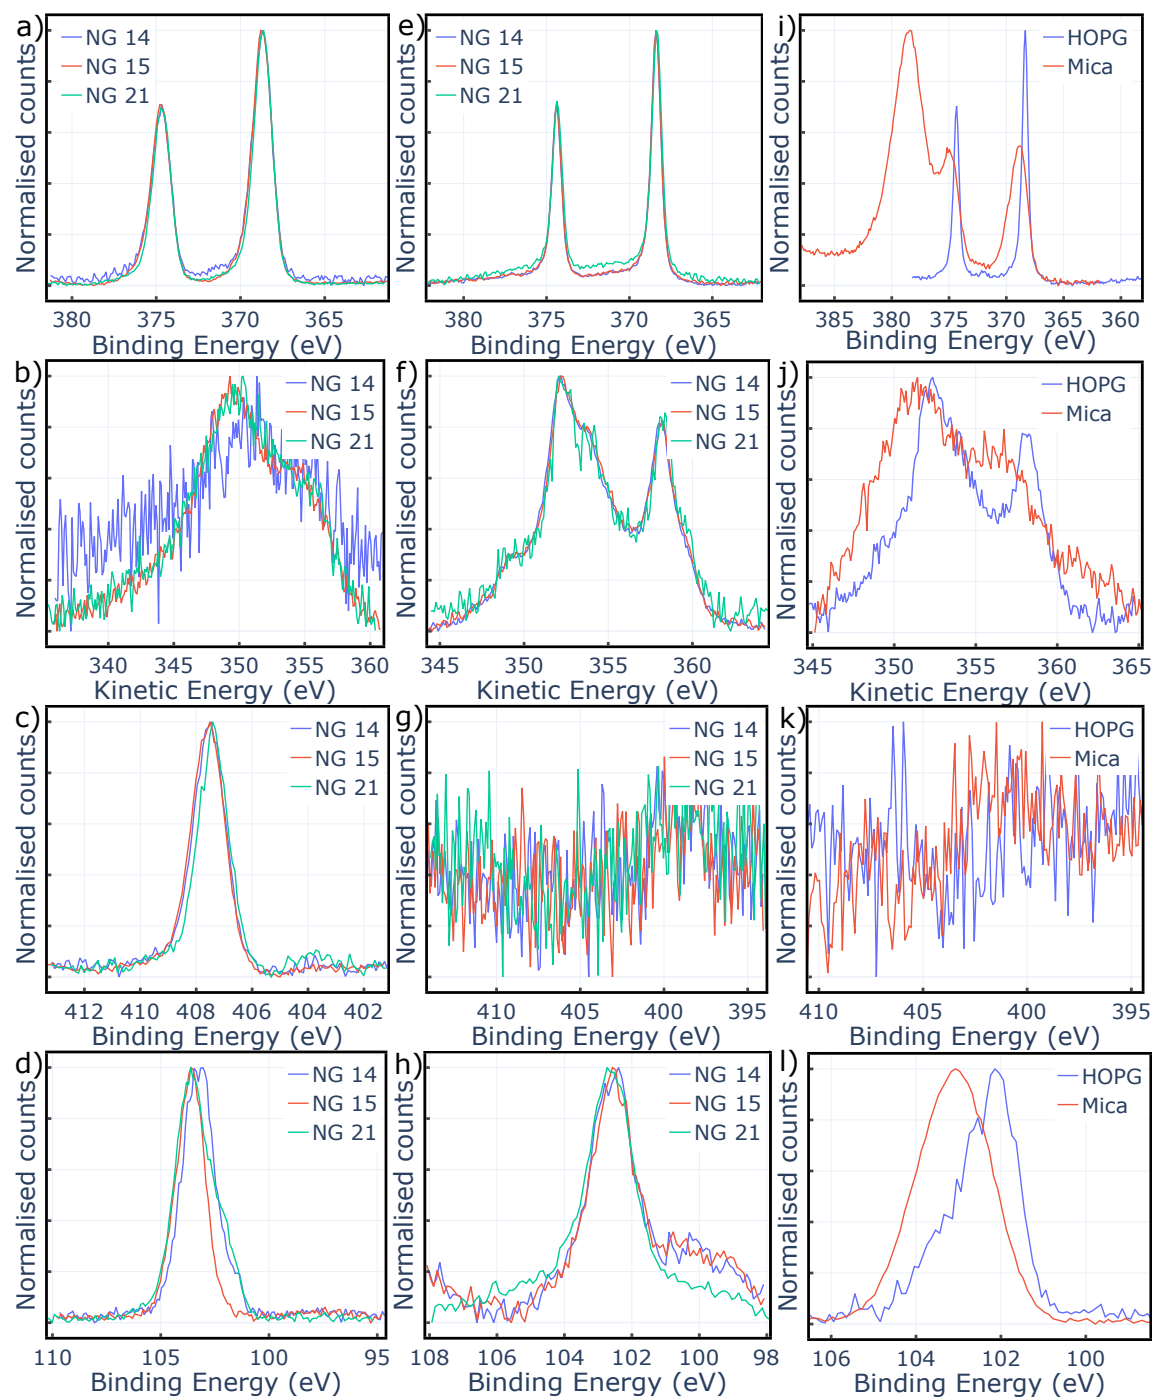 a)
Normalised counts
NG 14
NG 15
NG 21
380 375 370 365
Binding Energy (eV)
e)
Normalised counts
NG 14
NG 15
NG 21
380 375 370 365
Binding Energy (eV)
i)
Normalised counts
HOPG
Mica
385 380 375 370 365 360
Binding Energy (eV)
b)
Normalised counts
NG 14
NG 15
NG 21
340 345 350 355 360
Kinetic Energy (eV)
f)
Normalised counts
NG 14
NG 15
NG 21
345 350 355 360
Kinetic Energy (eV)
j)
Normalised counts
HOPG
Mica
345 350 355 360 365
Kinetic Energy (eV)
c)
Normalised counts
NG 14
NG 15
NG 21
412 410 408 406 404 402
Binding Energy (eV)
g)
Normalised counts
NG 14
NG 15
NG 21
410 405 400 395
Binding Energy (eV)
k)
Normalised counts
HOPG
Mica
410 405 400 395
Binding Energy (eV)
d)
Normalised counts
NG 14
NG 15
NG 21
110 105 100 95
Binding Energy (eV)
h)
Normalised counts
NG 14
NG 15
NG 21
108 106 104 102 100 98
Binding Energy (eV)
l)
Normalised counts
HOPG
Mica
106 104 102 100
Binding Energy (eV)